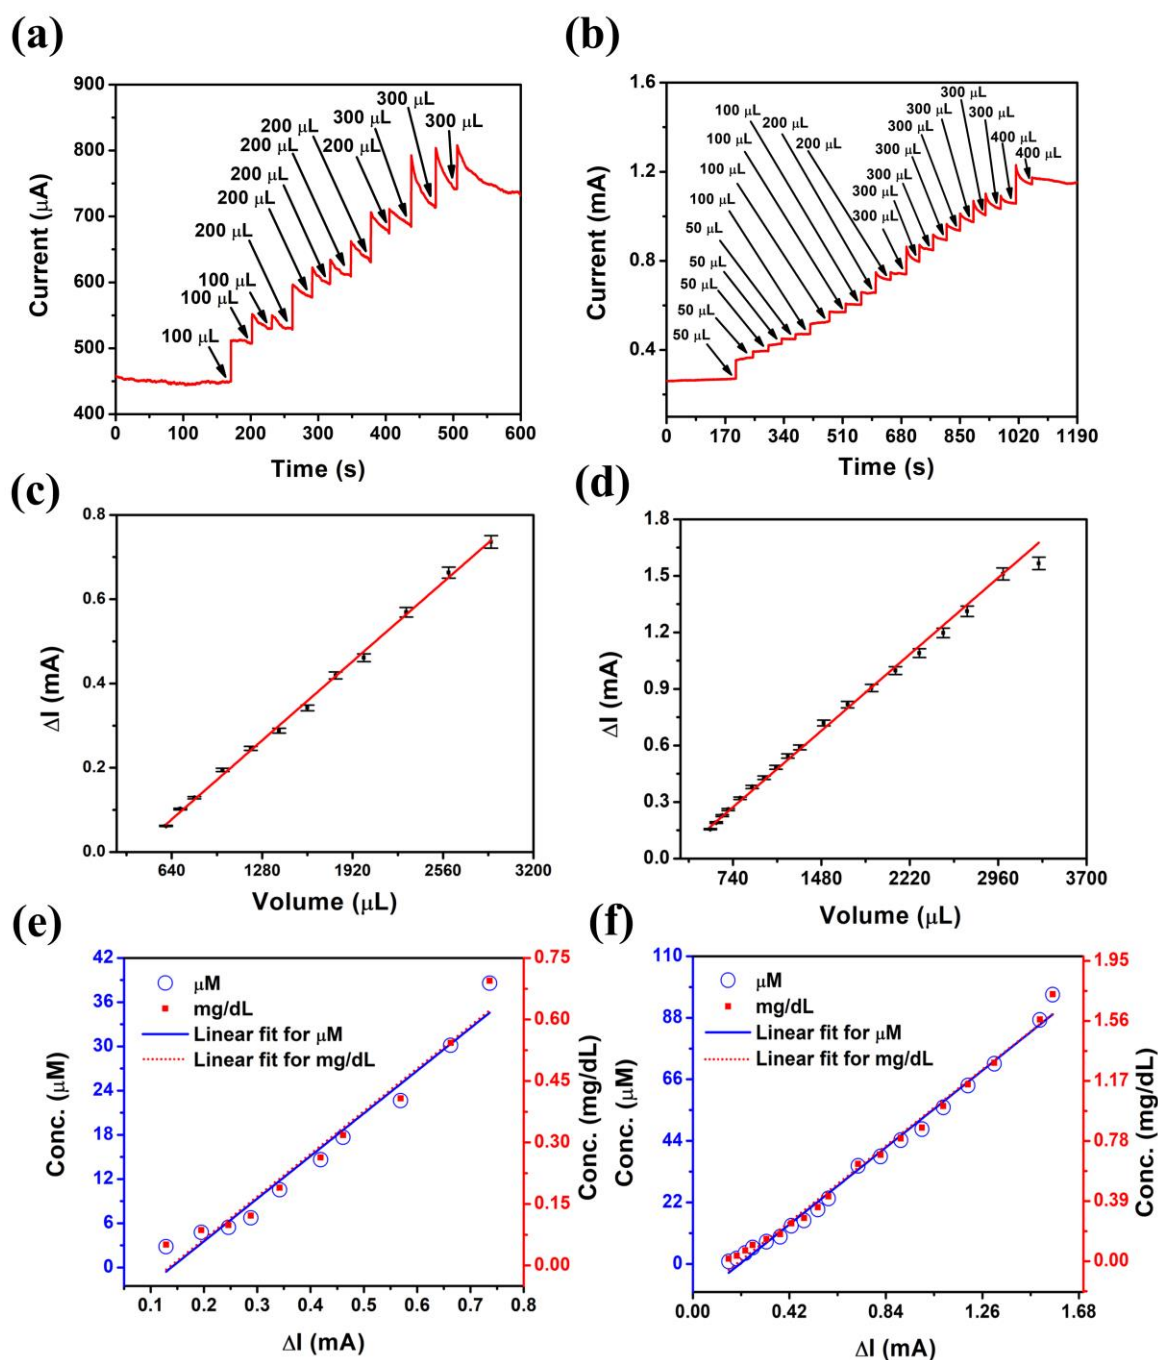 (a)
900
800
700
600
500
400
Current (μA)
0 100 200 300 400 500 600
Time (s)
100 μL
100 μL
100 μL
200 μL
200 μL
200 μL
200 μL
200 μL
200 μL
300 μL
300 μL
300 μL
(b)
1.6
1.2
0.8
0.4
Current (mA)
0 170 340 510 680 850 1020 1190
Time (s)
50 μL
50 μL
50 μL
50 μL
50 μL
100 μL
100 μL
100 μL
100 μL
200 μL
200 μL
300 μL
300 μL
300 μL
300 μL
300 μL
300 μL
300 μL
300 μL
400 μL
400 μL
(c)
0.8
0.6
0.4
0.2
0.0
ΔI (mA)
640 1280 1920 2560 3200
Volume (μL)
(d)
1.8
1.5
1.2
0.9
0.6
0.3
0.0
ΔI (mA)
740 1480 2220 2960 3700
Volume (μL)
(e)
42
36
30
24
18
12
6
0
Conc. (μM)
μM
mg/dL
Linear fit for μM
Linear fit for mg/dL
0.75
0.60
0.45
0.30
0.15
0.00
Conc. (mg/dL)
0.1 0.2 0.3 0.4 0.5 0.6 0.7 0.8
ΔI (mA)
(f)
110
88
66
44
22
0
Conc. (μM)
μM
mg/dL
Linear fit for μM
Linear fit for mg/dL
1.95
1.56
1.17
0.78
0.39
0.00
Conc. (mg/dL)
0.00 0.42 0.84 1.26 1.68
ΔI (mA)